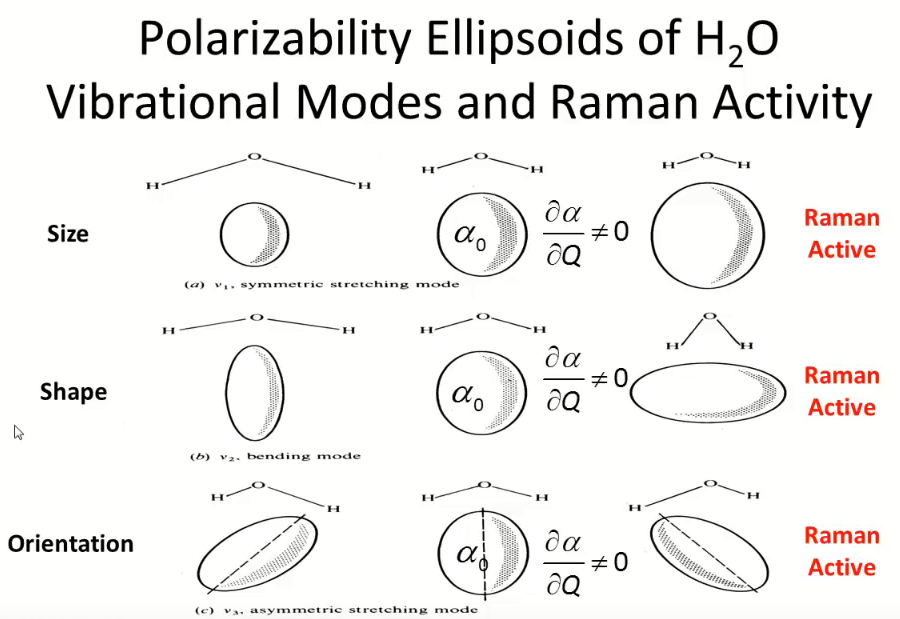 Polarizability Ellipsoids of H₂O
Vibrational Modes and Raman Activity
O
H H
O
H H
O
H H
Size
α₀
∂α/∂Q ≠ 0
Raman
Active
(a) ν₁, symmetric stretching mode
O
H H
O
H H
O
H H
Shape
α₀
∂α/∂Q ≠ 0
Raman
Active
(b) ν₂, bending mode
O
H H
O
H H
O
H H
Orientation
α₀
∂α/∂Q ≠ 0
Raman
Active
(c) ν₃, asymmetric stretching mode